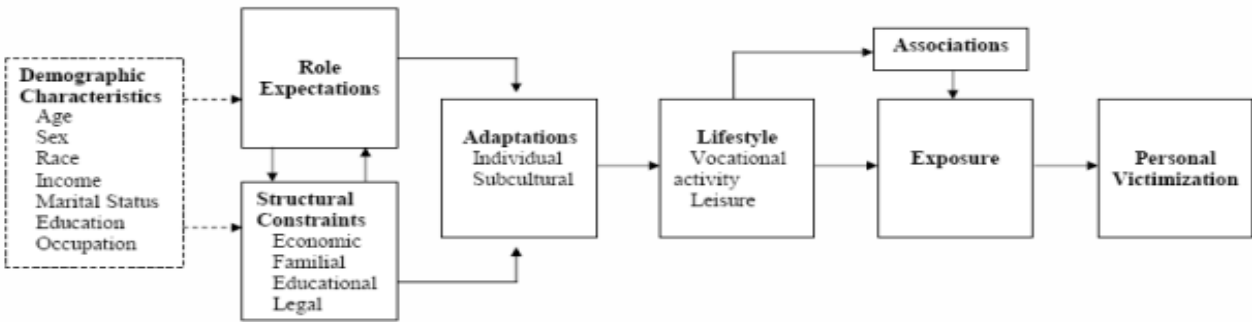 Demographic
Characteristics
Age
Sex
Race
Income
Marital Status
Education
Occupation
Role
Expectations
Structural
Constraints
Economic
Familial
Educational
Legal
Adaptations
Individual
Subcultural
Lifestyle
Vocational
activity
Leisure
Associations
Exposure
Personal
Victimization